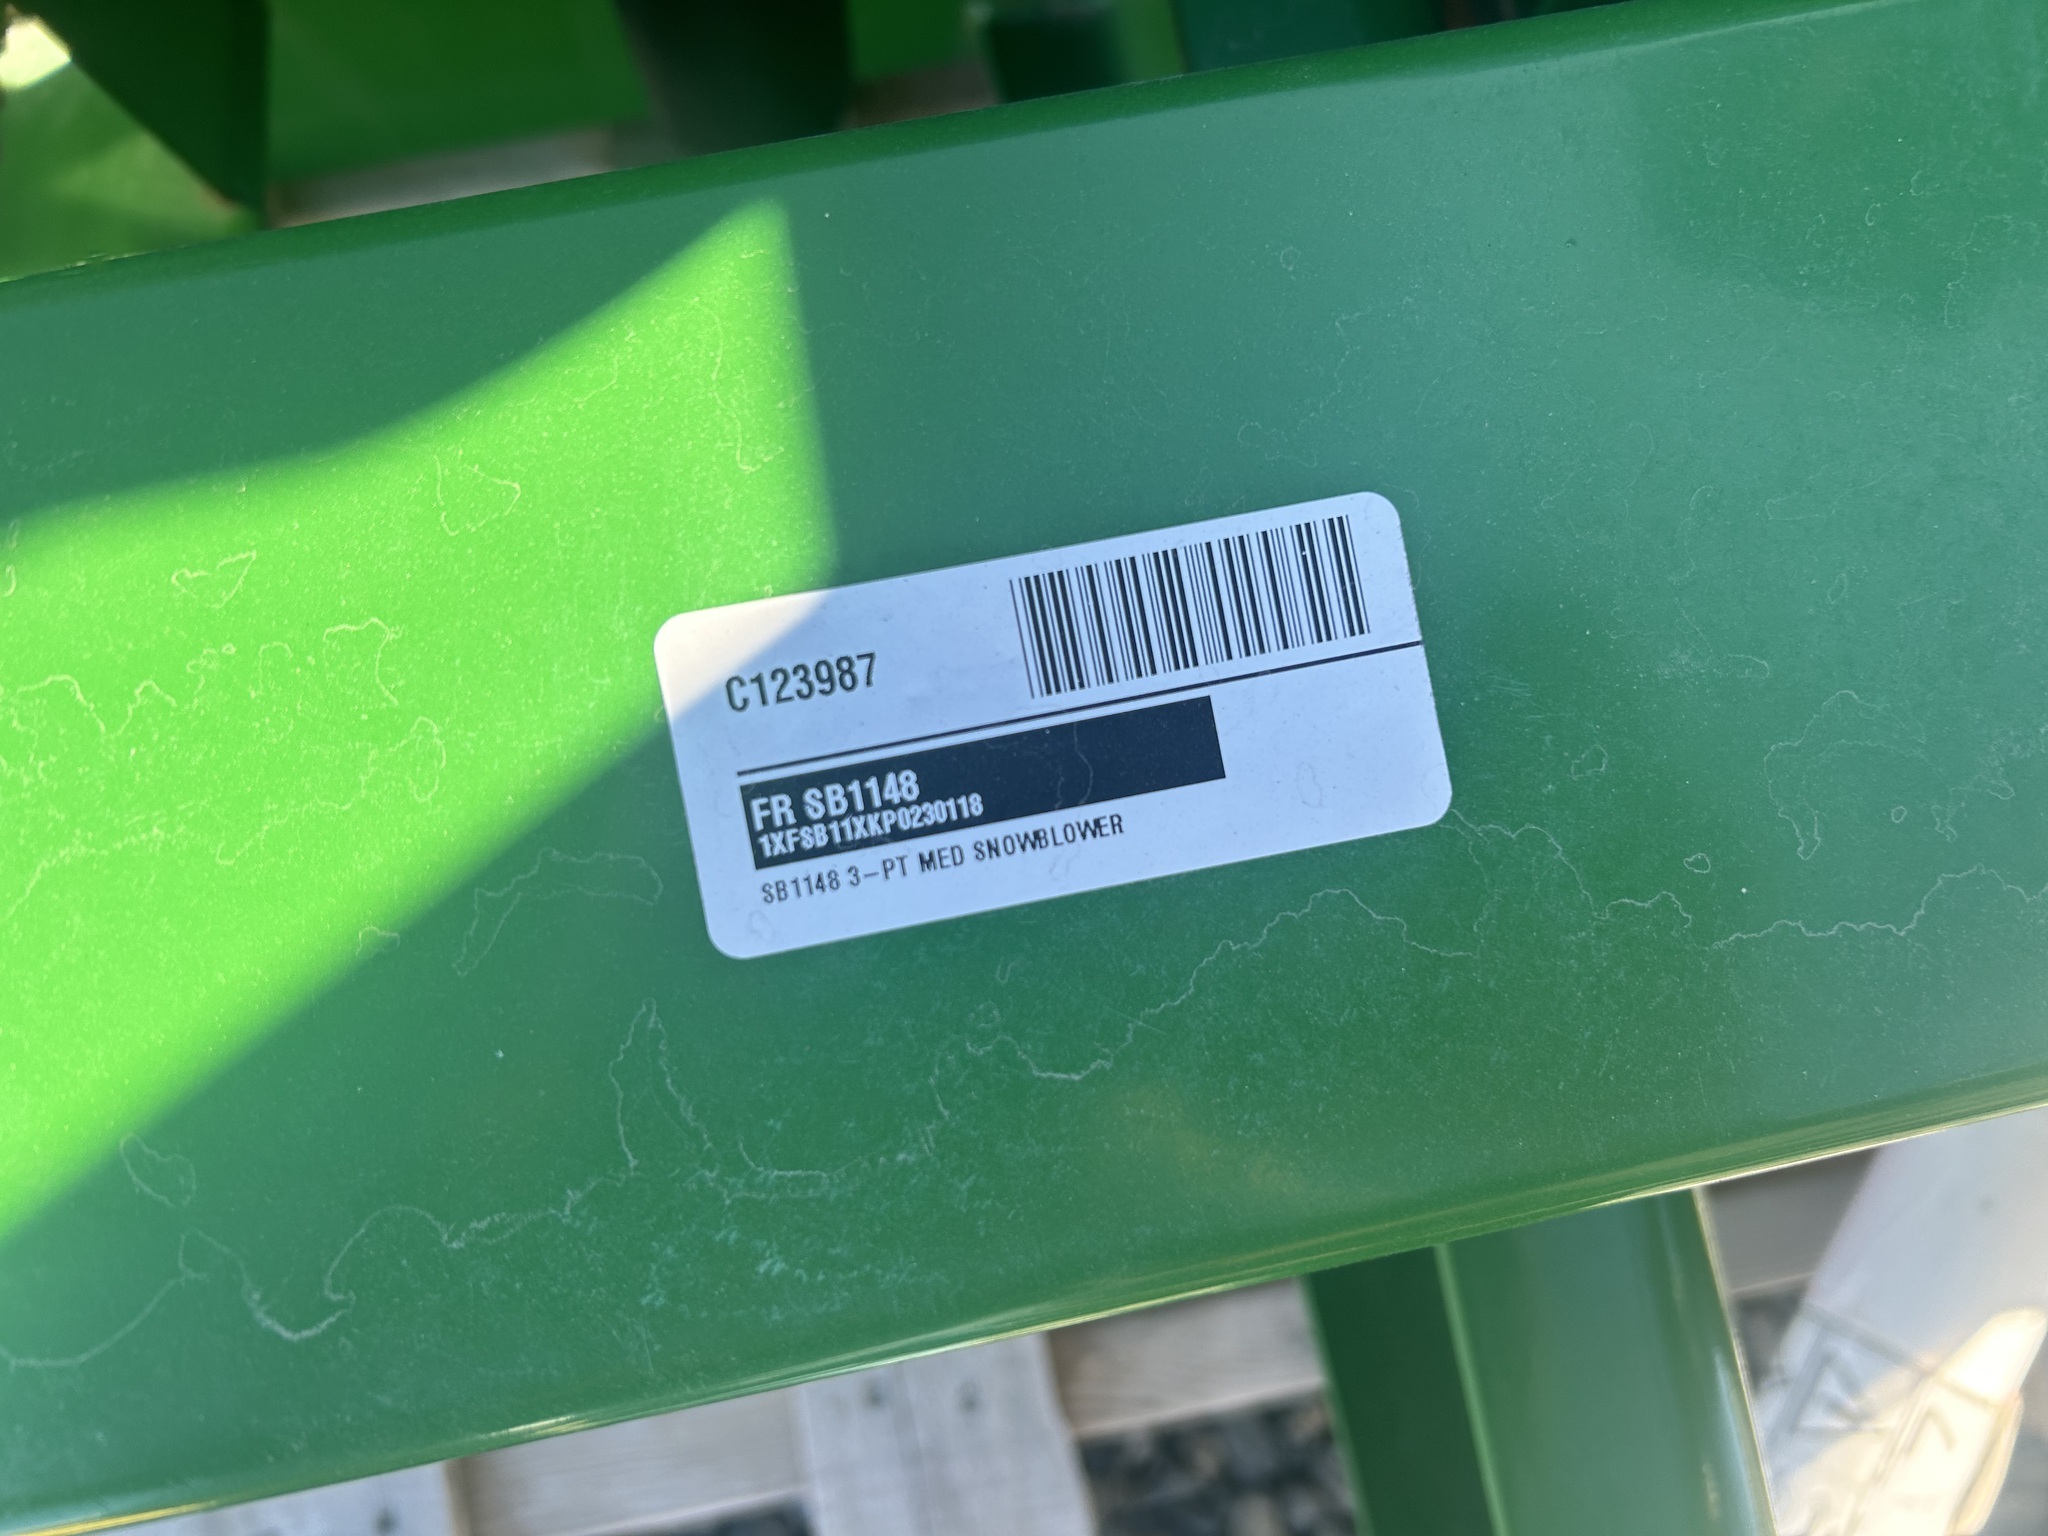 C123987
FR SB1148
1XFSB11XKP0230118
SB1148 3-PT MED SNOWBLOWER